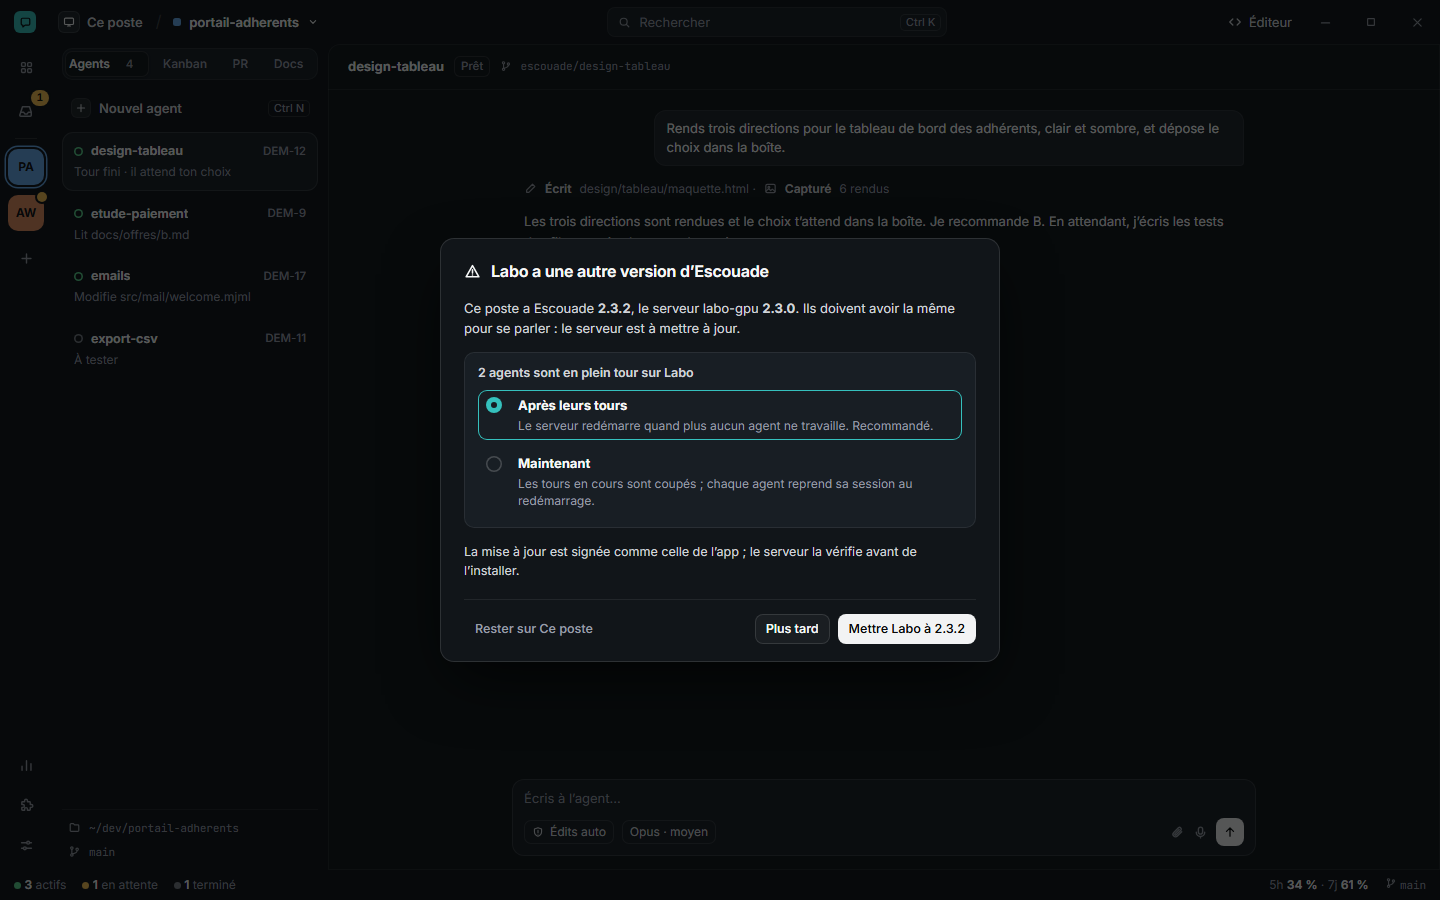 Ce poste / portail-adherents
Rechercher Ctrl K
Éditeur
Agents 4 Kanban PR Docs
1
PA
AW
Nouvel agent Ctrl N
design-tableau DEM-12
Tour fini · il attend ton choix
etude-paiement DEM-9
Lit docs/offres/b.md
emails DEM-17
Modifie src/mail/welcome.mjml
export-csv DEM-11
À tester
design-tableau Prêt escouade/design-tableau
Rends trois directions pour le tableau de bord des adhérents, clair et sombre, et dépose le
choix dans la boîte.
Écrit design/tableau/maquette.html · Capturé 6 rendus
Les trois directions sont rendues et le choix t’attend dans la boîte. Je recommande B. En attendant, j’écris les tests
Labo a une autre version d’Escouade
Ce poste a Escouade 2.3.2, le serveur labo-gpu 2.3.0. Ils doivent avoir la même
pour se parler : le serveur est à mettre à jour.
2 agents sont en plein tour sur Labo
Après leurs tours
Le serveur redémarre quand plus aucun agent ne travaille. Recommandé.
Maintenant
Les tours en cours sont coupés ; chaque agent reprend sa session au
redémarrage.
La mise à jour est signée comme celle de l’app ; le serveur la vérifie avant de
l’installer.
Rester sur Ce poste Plus tard Mettre Labo à 2.3.2
Écris à l’agent…
Édits auto Opus · moyen
~/dev/portail-adherents
main
3 actifs 1 en attente 1 terminé
5h 34 % · 7j 61 % main